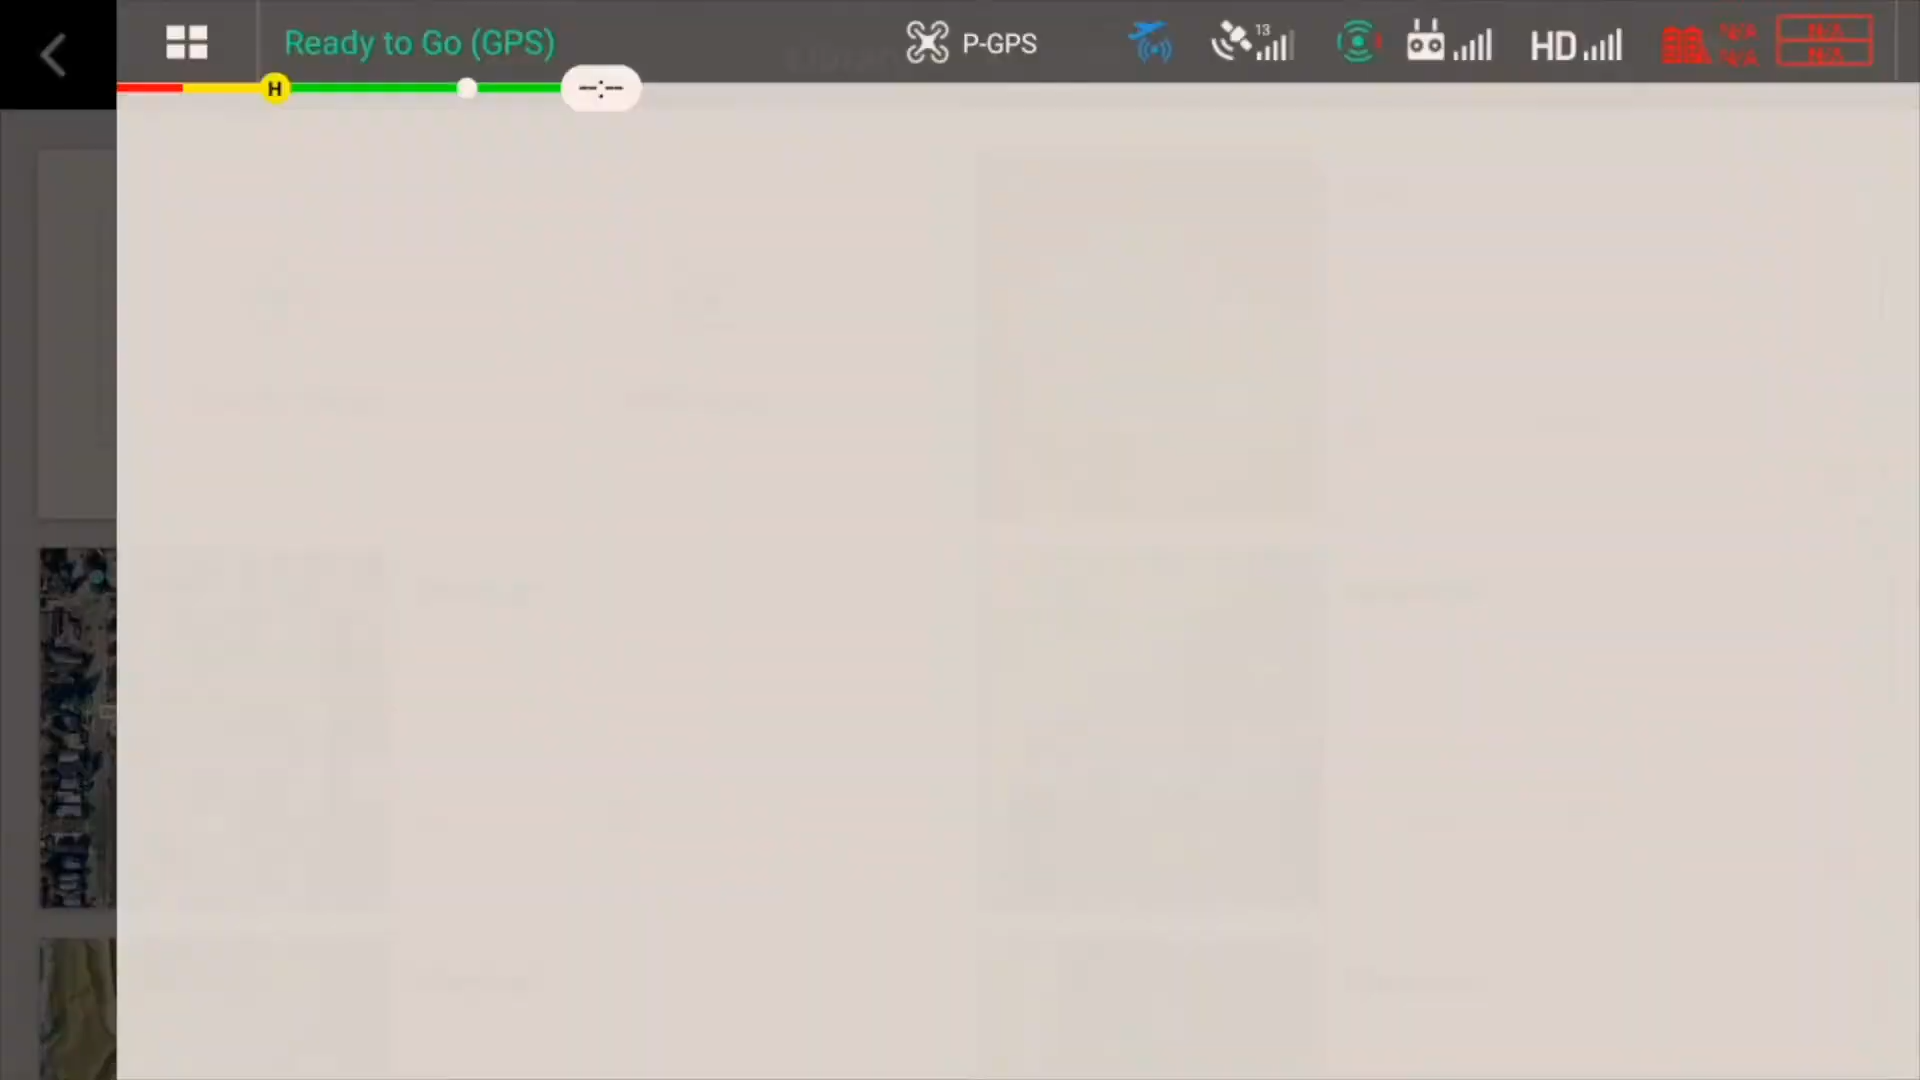 Ready to Go (GPS)
P-GPS
13
HD
N/A
N/A
N/A
N/A
H
--:--